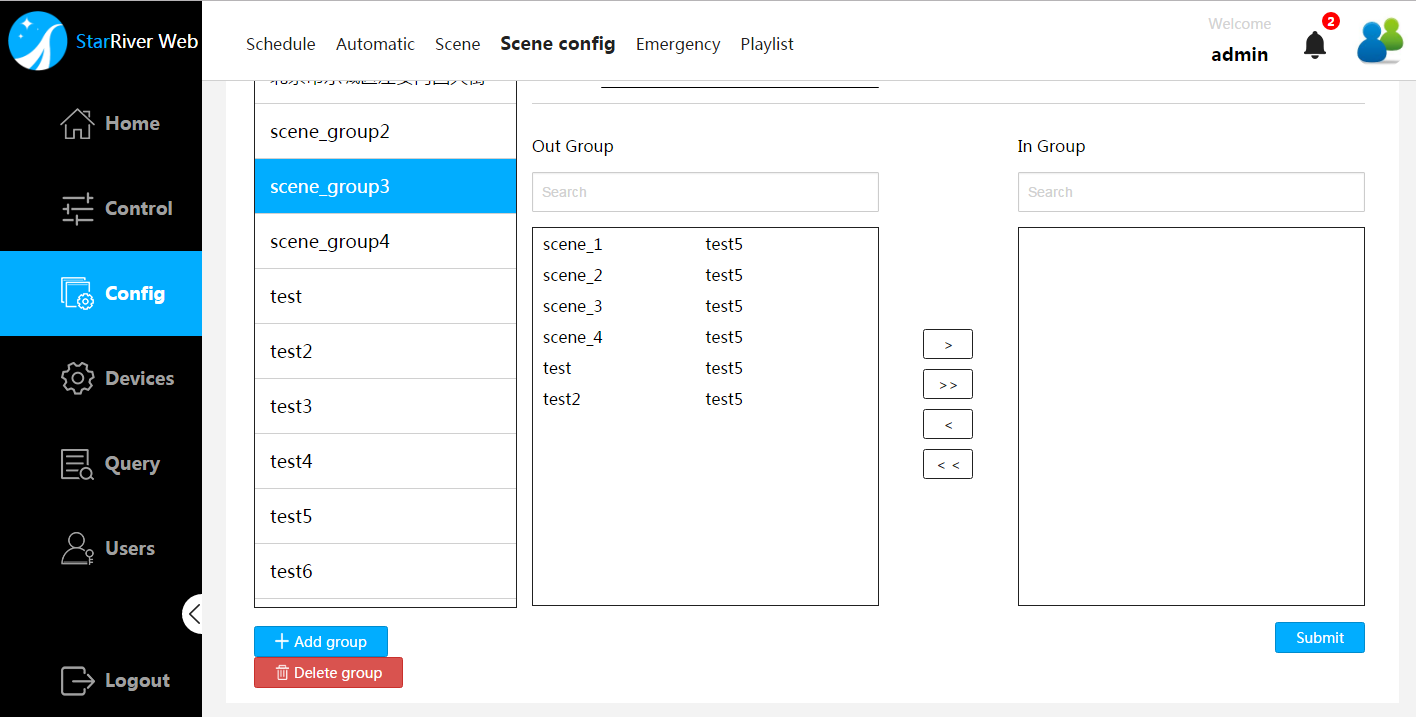 StarRiver Web
Schedule Automatic Scene Scene config Emergency Playlist
Welcome
admin
2
Home
Control
Config
Devices
Query
Users
Logout
scene_group2
scene_group3
scene_group4
test
test2
test3
test4
test5
test6
+ Add group
Delete group
Out Group
Search
scene_1 test5
scene_2 test5
scene_3 test5
scene_4 test5
test test5
test2 test5
>
>>
<
< <
In Group
Search
Submit